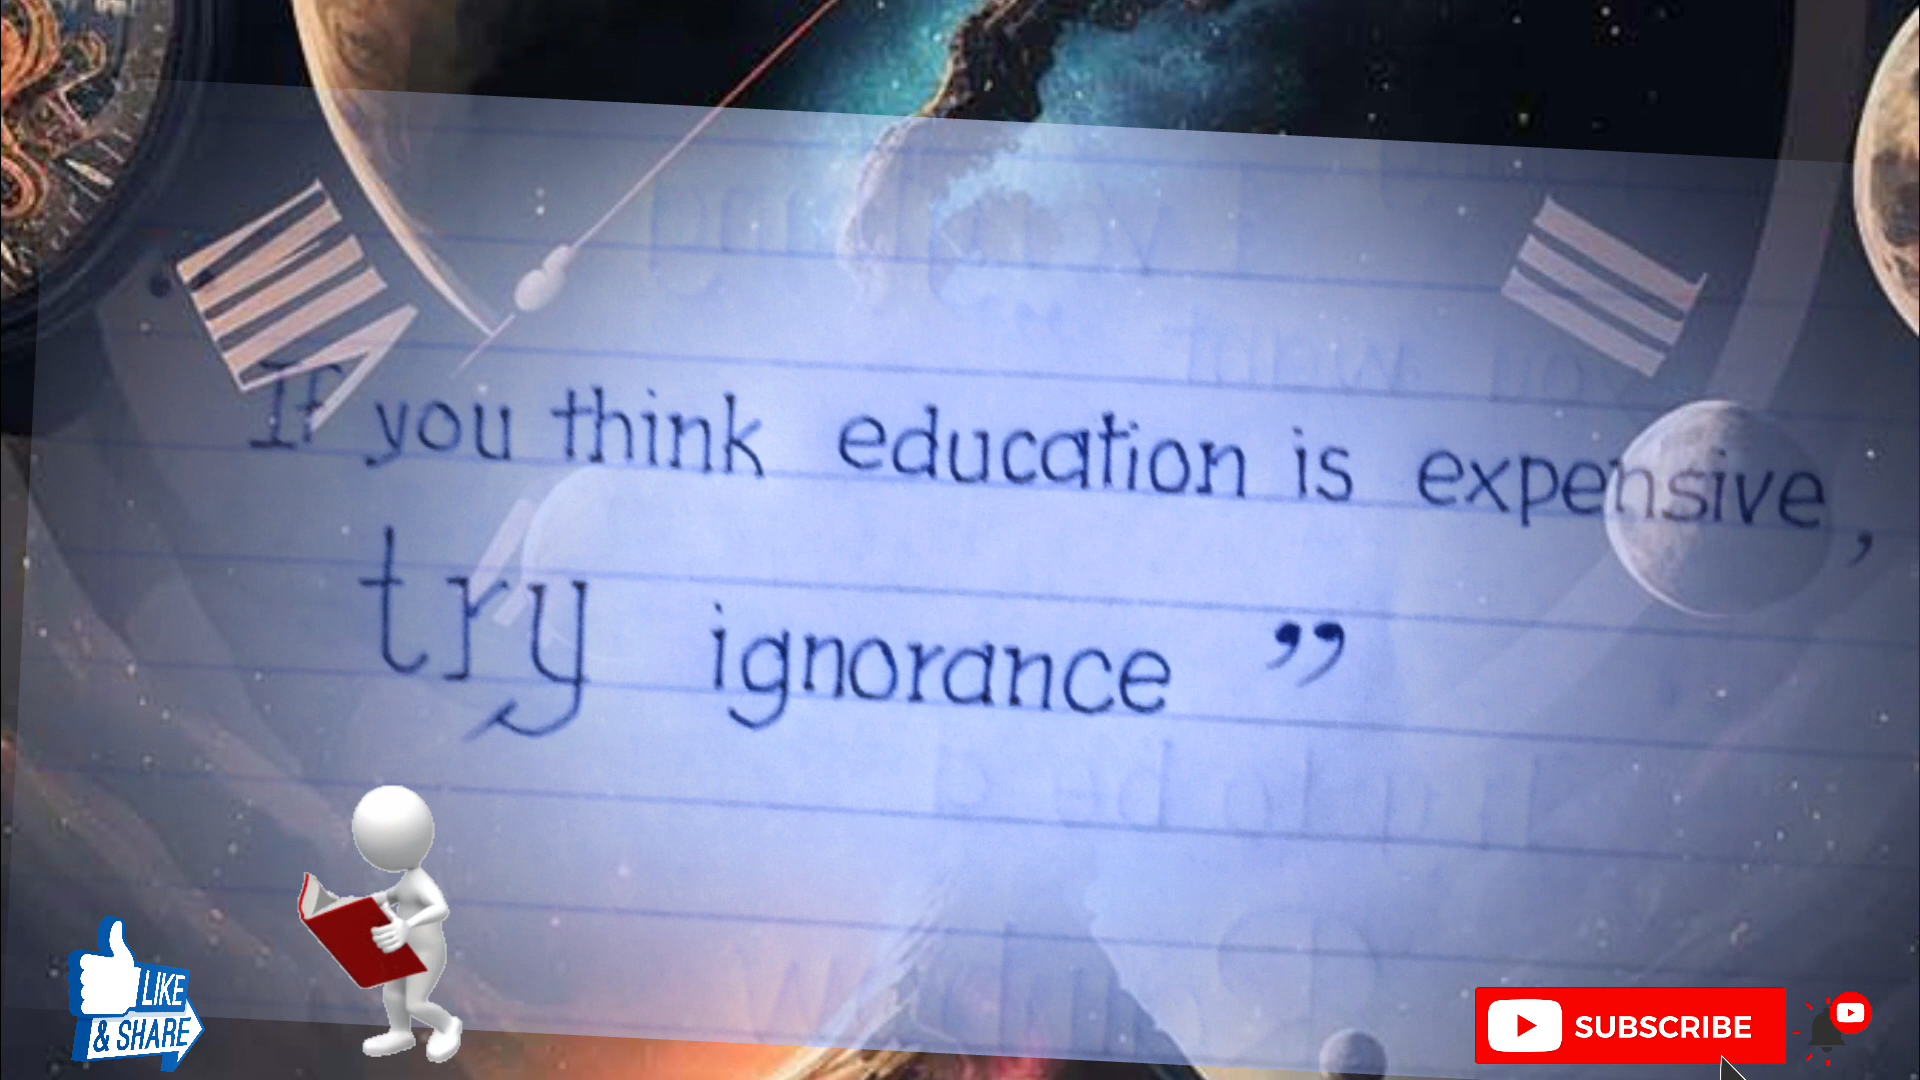 If you think education is expensive,
try ignorance ”
LIKE
& SHARE
SUBSCRIBE